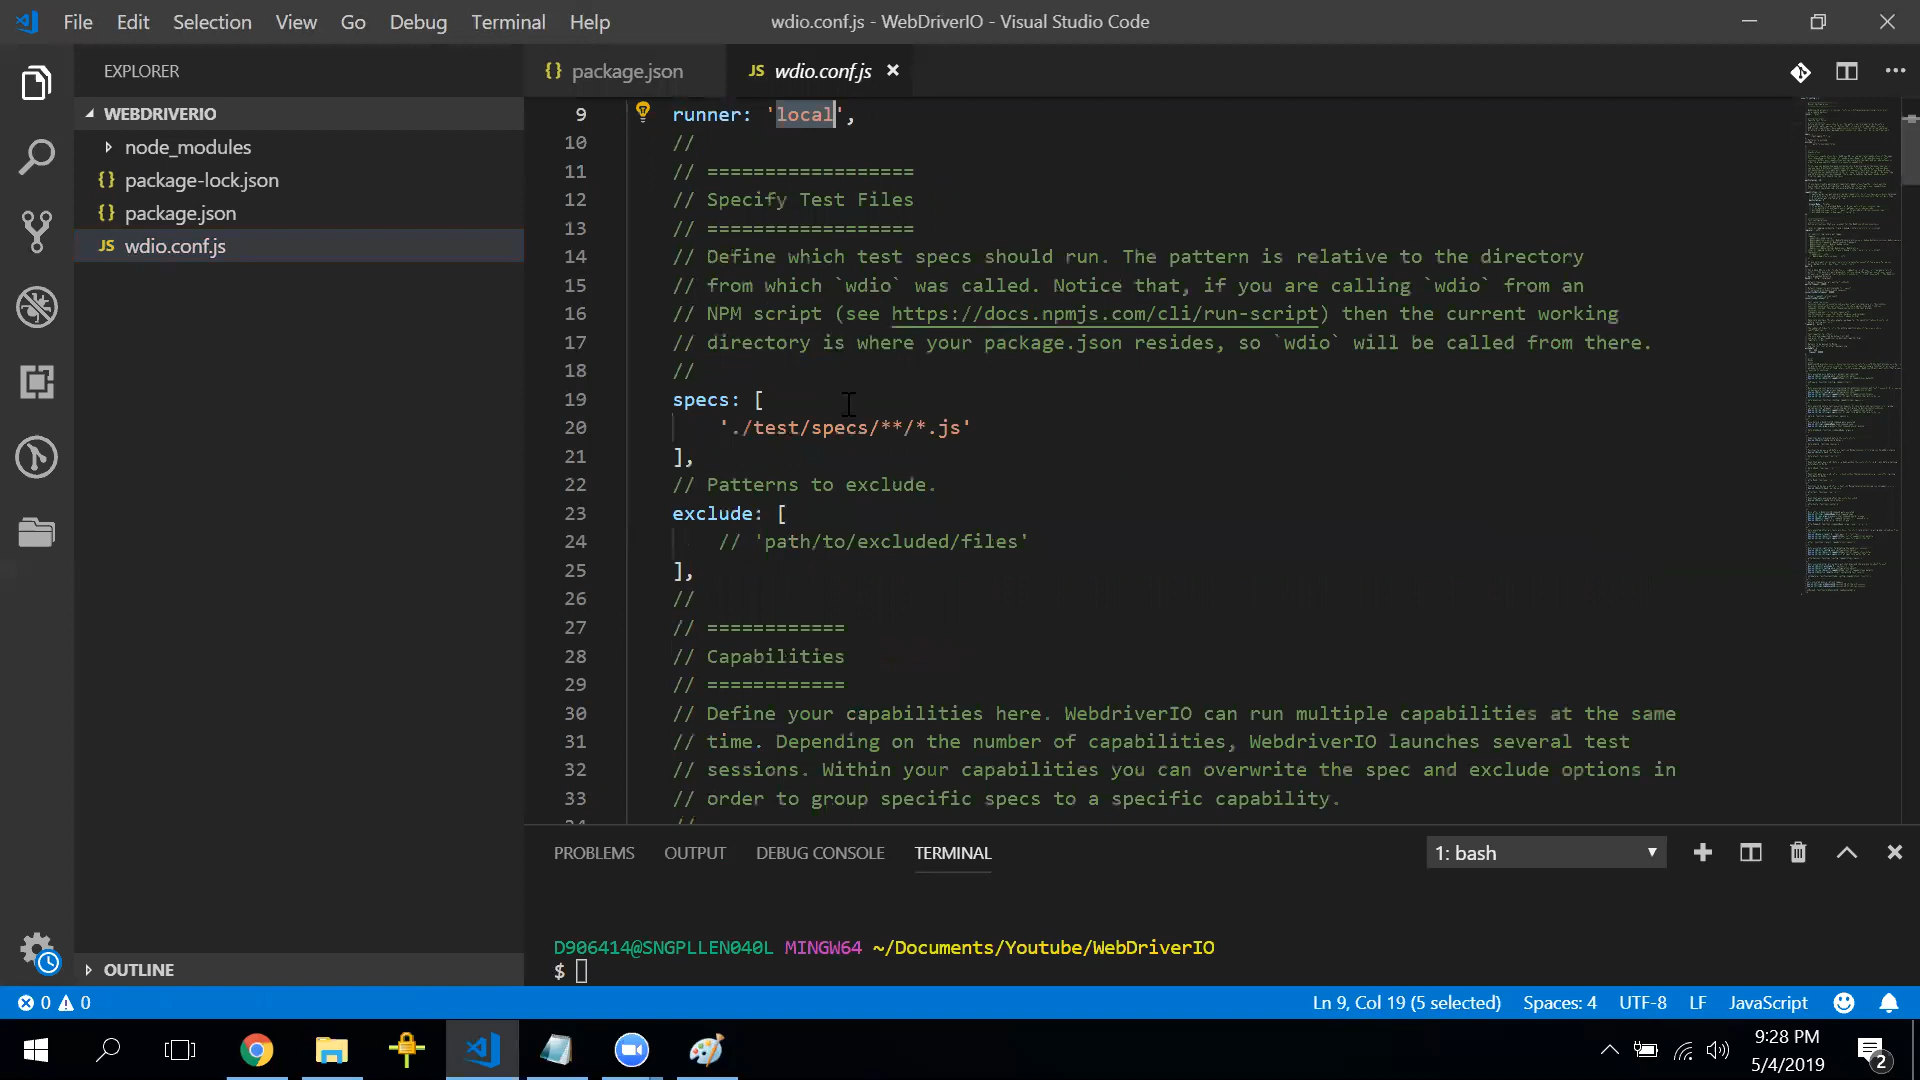 File Edit Selection View Go Debug Terminal Help
wdio.conf.js - WebDriverIO - Visual Studio Code
EXPLORER
{} package.json
JS wdio.conf.js
WEBDRIVERIO
node_modules
{} package-lock.json
{} package.json
JS wdio.conf.js
OUTLINE
9 runner: 'local',
10 //
11 // ==================
12 // Specify Test Files
13 // ==================
14 // Define which test specs should run. The pattern is relative to the directory
15 // from which `wdio` was called. Notice that, if you are calling `wdio` from an
16 // NPM script (see https://docs.npmjs.com/cli/run-script) then the current working
17 // directory is where your package.json resides, so `wdio` will be called from there.
18 //
19 specs: [
20 './test/specs/**/*.js'
21 ],
22 // Patterns to exclude.
23 exclude: [
24 // 'path/to/excluded/files'
25 ],
26 //
27 // ============
28 // Capabilities
29 // ============
30 // Define your capabilities here. WebdriverIO can run multiple capabilities at the same
31 // time. Depending on the number of capabilities, WebdriverIO launches several test
32 // sessions. Within your capabilities you can overwrite the spec and exclude options in
33 // order to group specific specs to a specific capability.
PROBLEMS OUTPUT DEBUG CONSOLE TERMINAL
1: bash
D906414@SNGPLLEN040L MINGW64 ~/Documents/Youtube/WebDriverIO
$
0 0
Ln 9, Col 19 (5 selected) Spaces: 4 UTF-8 LF JavaScript
9:28 PM
5/4/2019
2